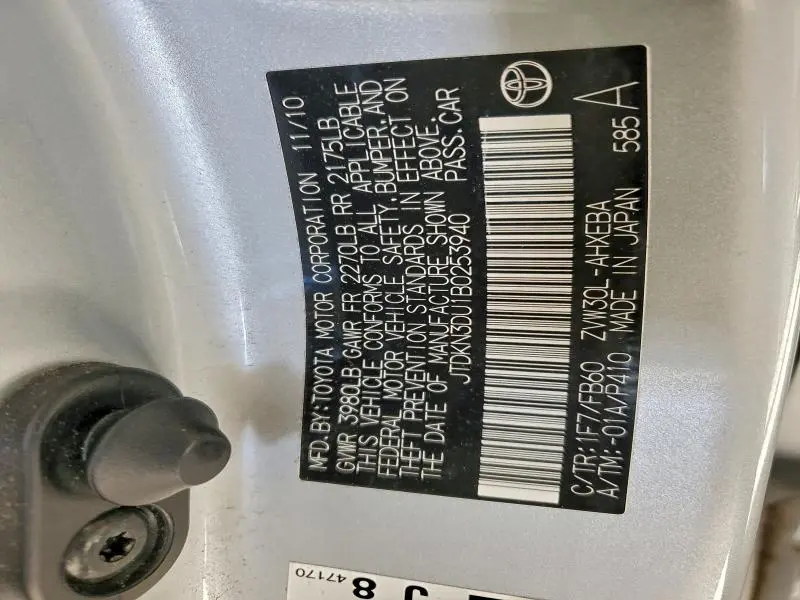 MFD. BY: TOYOTA MOTOR CORPORATION 11/10
GVWR 3980LB GAWR FR 2270LB RR 2175LB
THIS VEHICLE CONFORMS TO ALL APPLICABLE
FEDERAL MOTOR VEHICLE SAFETY, BUMPER, AND
THEFT PREVENTION STANDARDS IN EFFECT ON
THE DATE OF MANUFACTURE SHOWN ABOVE.
JTDKN3DU1B0253940 PASS. CAR
C/TR: 1F7/FB60 ZVW30L-AHXEBA 585 A
A/TM: -01A/P410 MADE IN JAPAN
47170
J8